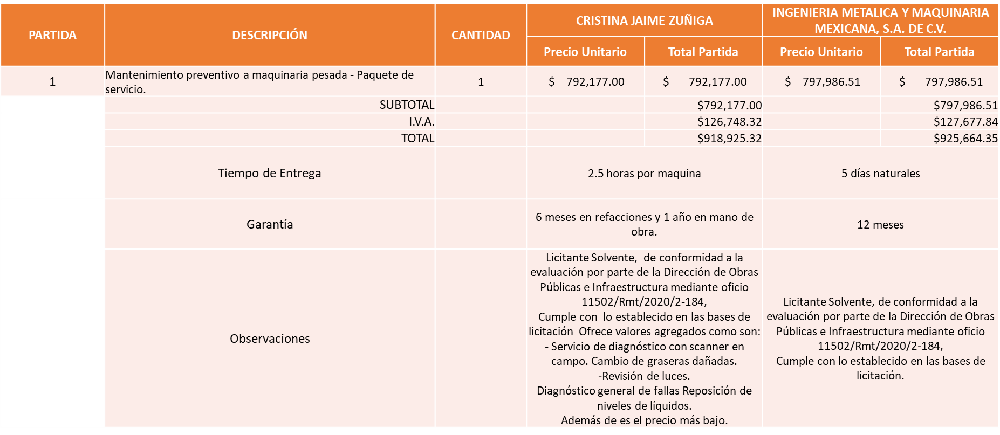 PARTIDA
DESCRIPCIÓN
CANTIDAD
CRISTINA JAIME ZUÑIGA
INGENIERIA METALICA Y MAQUINARIA
MEXICANA, S.A. DE C.V.
Precio Unitario
Total Partida
Precio Unitario
Total Partida
1
Mantenimiento preventivo a maquinaria pesada - Paquete de
servicio.
1
$ 792,177.00
$ 792,177.00
$ 797,986.51
$ 797,986.51
SUBTOTAL
$792,177.00
$797,986.51
I.V.A.
$126,748.32
$127,677.84
TOTAL
$918,925.32
$925,664.35
Tiempo de Entrega
2.5 horas por maquina
5 días naturales
Garantía
6 meses en refacciones y 1 año en mano de
obra.
12 meses
Observaciones
Licitante Solvente, de conformidad a la
evaluación por parte de la Dirección de Obras
Públicas e Infraestructura mediante oficio
11502/Rmt/2020/2-184,
Cumple con lo establecido en las bases de
licitación Ofrece valores agregados como son:
- Servicio de diagnóstico con scanner en
campo. Cambio de graseras dañadas.
-Revisión de luces.
Diagnóstico general de fallas Reposición de
niveles de líquidos.
Además de es el precio más bajo.
Licitante Solvente, de conformidad a la
evaluación por parte de la Dirección de Obras
Públicas e Infraestructura mediante oficio
11502/Rmt/2020/2-184,
Cumple con lo establecido en las bases de
licitación.